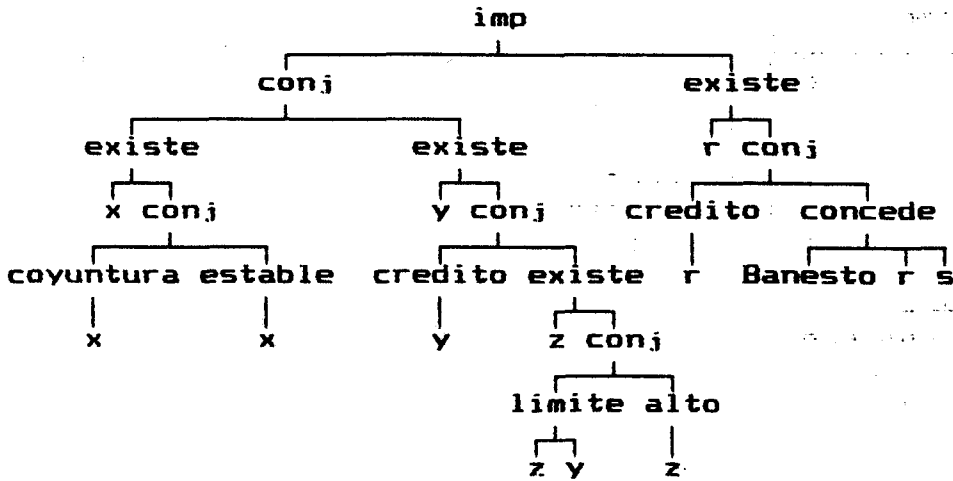 imp
conj existe
existe existe r conj
x conj y conj credito concede
coyuntura estable credito existe r Banesto r s
x x y z conj
limite alto
z y z